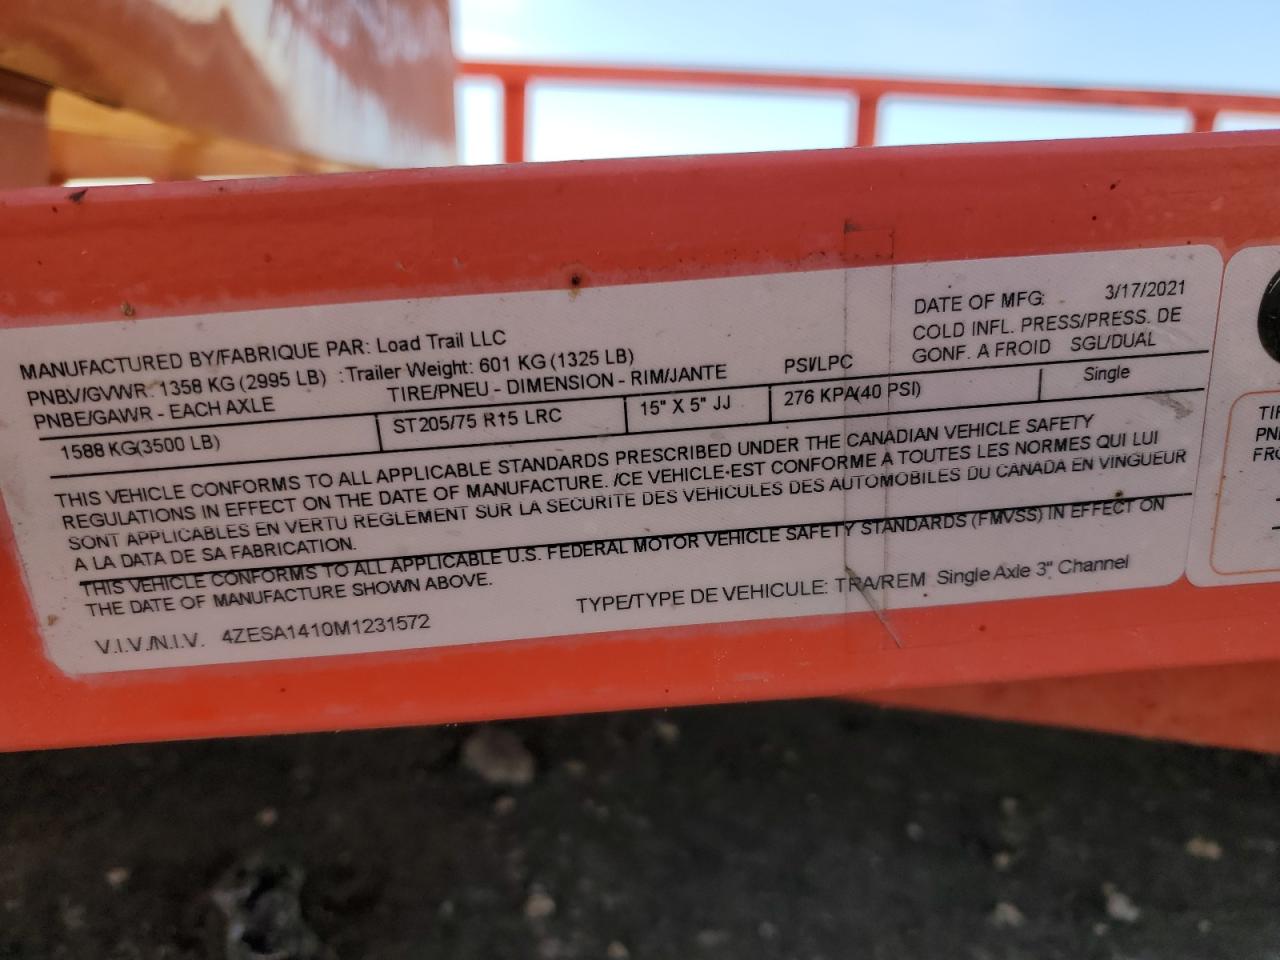 MANUFACTURED BY/FABRIQUE PAR: Load Trail LLC
DATE OF MFG: 3/17/2021
PNBV/GVWR: 1358 KG (2995 LB) :Trailer Weight: 601 KG (1325 LB)
COLD INFL. PRESS/PRESS. DE
PNBE/GAWR - EACH AXLE TIRE/PNEU - DIMENSION - RIM/JANTE PSI/LPC GONF. A FROID SGL/DUAL
1588 KG(3500 LB) ST205/75 R15 LRC 15" X 5" JJ 276 KPA(40 PSI) Single
THIS VEHICLE CONFORMS TO ALL APPLICABLE STANDARDS PRESCRIBED UNDER THE CANADIAN VEHICLE SAFETY
REGULATIONS IN EFFECT ON THE DATE OF MANUFACTURE. /CE VEHICLE-EST CONFORME A TOUTES LES NORMES QUI LUI
SONT APPLICABLES EN VERTU REGLEMENT SUR LA SECURITE DES VEHICULES DES AUTOMOBILES DU CANADA EN VINGUEUR
A LA DATA DE SA FABRICATION.
THIS VEHICLE CONFORMS TO ALL APPLICABLE U.S. FEDERAL MOTOR VEHICLE SAFETY STANDARDS (FMVSS) IN EFFECT ON
THE DATE OF MANUFACTURE SHOWN ABOVE.
V.I.V./N.I.V. 4ZESA1410M1231572 TYPE/TYPE DE VEHICULE: TRA/REM Single Axle 3" Channel